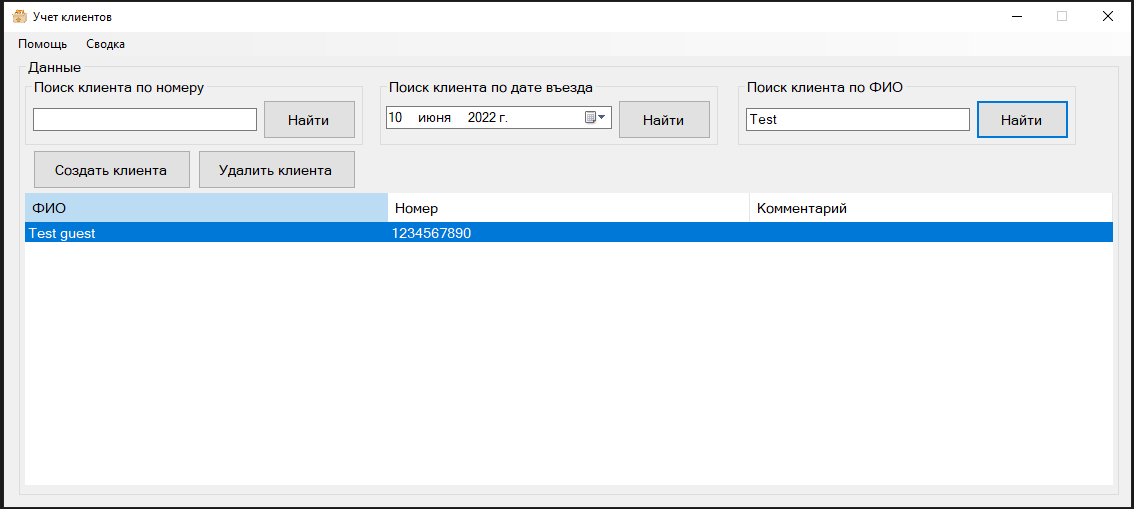 Учет клиентов
Помощь Сводка
Данные
Поиск клиента по номеру Поиск клиента по дате въезда Поиск клиента по ФИО
Найти 10 июня 2022 г. Найти Test Найти
Создать клиента Удалить клиента
ФИО Номер Комментарий
Test guest 1234567890